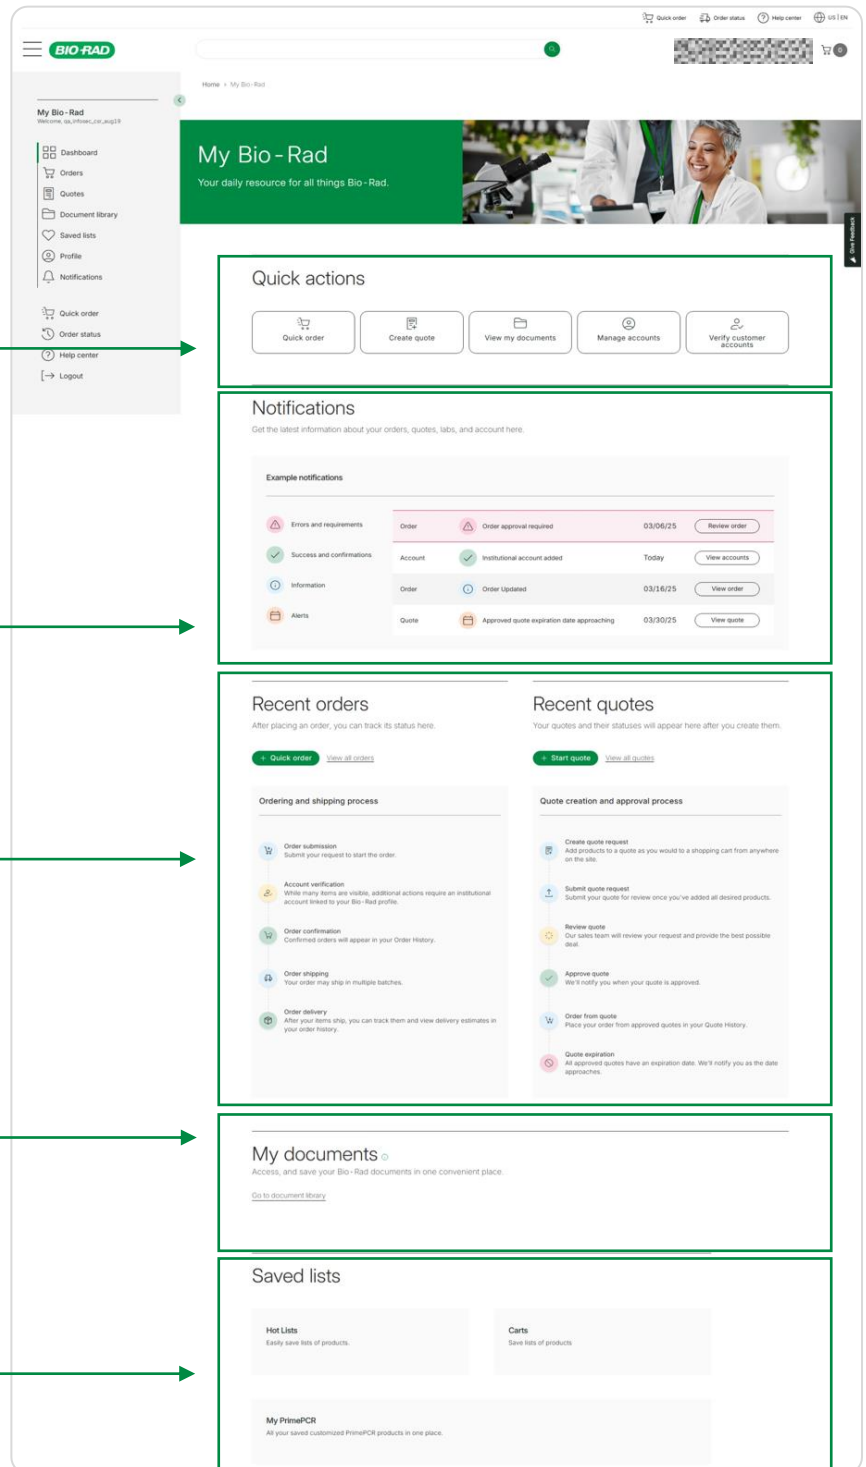 Quick order
Order status
Help center
US | EN
BIO-RAD
0
Home
My Bio-Rad
My Bio-Rad
Welcome, qa_infosec_cst_aug19
Dashboard
Orders
Quotes
Document library
Saved lists
Profile
Notifications
Quick order
Order status
Help center
Logout
My Bio-Rad
Your daily resource for all things Bio-Rad.
Give Feedback
Quick actions
Quick order
Create quote
View my documents
Manage accounts
Verify customer
accounts
Notifications
Get the latest information about your orders, quotes, labs, and account here.
Example notifications
Errors and requirements
Success and confirmations
Information
Alerts
Order Order approval required 03/06/25 Review order
Account Institutional account added Today View accounts
Order Order Updated 03/16/25 View order
Quote Approved quote expiration date approaching 03/30/25 View quote
Recent orders
After placing an order, you can track its status here.
+ Quick order View all orders
Ordering and shipping process
Order submission
Submit your request to start the order.
Account verification
While many items are visible, additional actions require an institutional
account linked to your Bio-Rad profile.
Order confirmation
Confirmed orders will appear in your Order History.
Order shipping
Your order may ship in multiple batches.
Order delivery
After your items ship, you can track them and view delivery estimates in
your order history.
Recent quotes
Your quotes and their statuses will appear here after you create them.
+ Start quote View all quotes
Quote creation and approval process
Create quote request
Add products to a quote as you would to a shopping cart from anywhere
on the site.
Submit quote request
Submit your quote for review once you've added all desired products.
Review quote
Our sales team will review your request and provide the best possible
deal.
Approve quote
We'll notify you when your quote is approved.
Order from quote
Place your order from approved quotes in your Quote History.
Quote expiration
All approved quotes have an expiration date. We'll notify you as the date
approaches.
My documents
Access, and save your Bio-Rad documents in one convenient place.
Go to document library
Saved lists
Hot Lists
Easily save lists of products.
Carts
Save lists of products
My PrimePCR
All your saved customized PrimePCR products in one place.